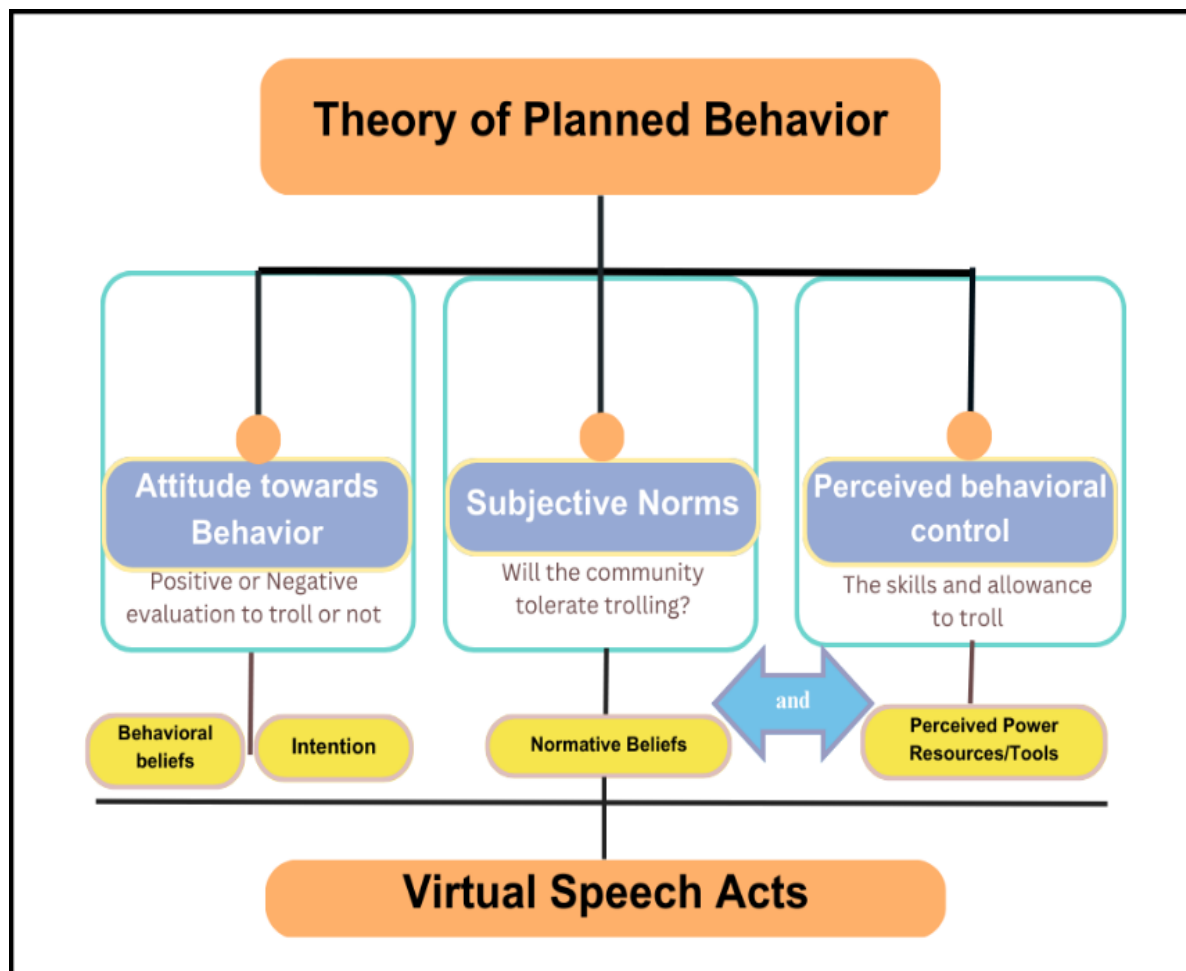 Theory of Planned Behavior
Attitude towards
Behavior
Positive or Negative
evaluation to troll or not
Subjective Norms
Will the community
tolerate trolling?
Perceived behavioral
control
The skills and allowance
to troll
Behavioral
beliefs
Intention
Normative Beliefs
and
Perceived Power
Resources/Tools
Virtual Speech Acts